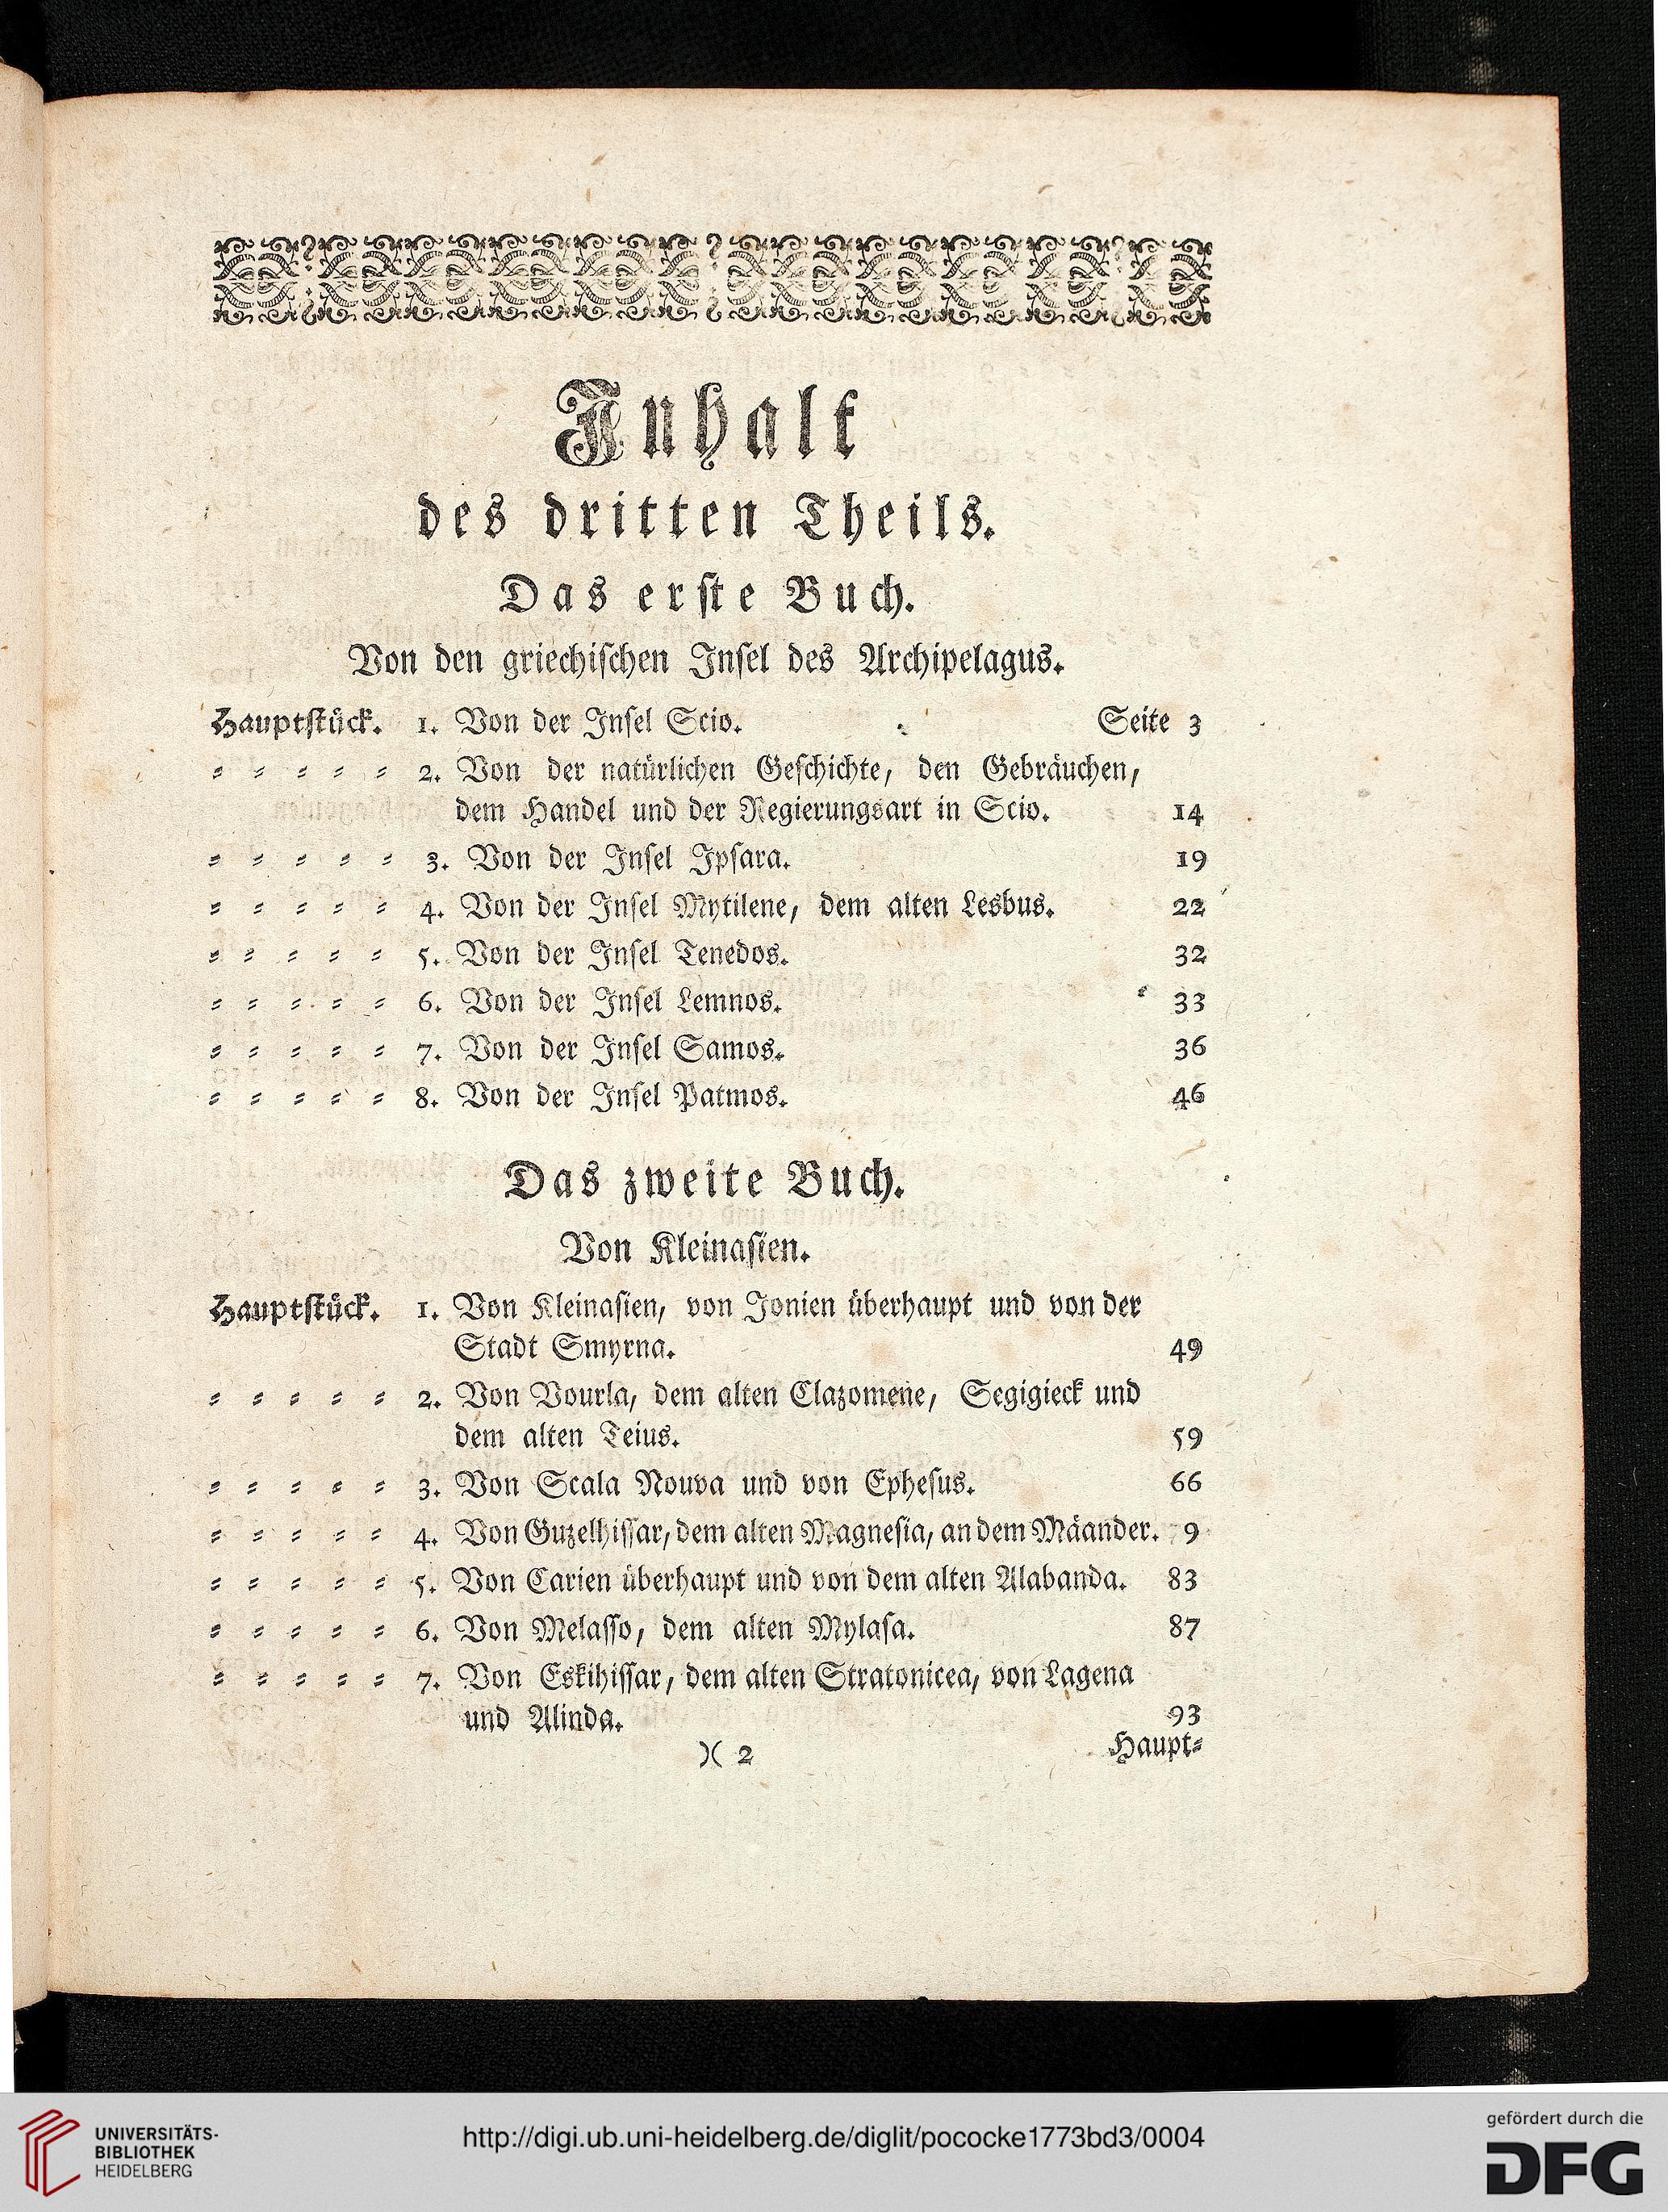 Inhalt
des dritten Theils.
Das erste Buch.
Von den griechischen Insel des Archipelagus.
Hauptstück. 1. Von der Insel Scio. Seite 3
= = = = = 2. Von der natürlichen Geschichte, den Gebräuchen,
dem Handel und der Regierungsart in Scio. 14
= = = = = 3. Von der Insel Ipsara. 19
= = = = = 4. Von der Insel Mytilene, dem alten Lesbus. 22
= = = = = 5. Von der Insel Tenedos. 32
= = = = = 6. Von der Insel Lemnos. 33
= = = = = 7. Von der Insel Samos. 36
= = = = = 8. Von der Insel Patmos. 46
Das zweite Buch.
Von Kleinasien.
Hauptstück. 1. Von Kleinasien, von Jonien überhaupt und von der
Stadt Smyrna. 49
= = = = = 2. Von Vourla, dem alten Clazomene, Segigieck und
dem alten Teius. 59
= = = = = 3. Von Scala Nouva und von Ephesus. 66
= = = = = 4. Von Guzelhissar, dem alten Magnesia, an dem Mäander. 79
= = = = = 5. Von Carien überhaupt und von dem alten Alabanda. 83
= = = = = 6. Von Melasso, dem alten Mylasa. 87
= = = = = 7. Von Eskihissar, dem alten Stratonicea, von Lagena
und Alinda. 93
)( 2 Haupt=
UNIVERSITÄTS-
BIBLIOTHEK
HEIDELBERG
http://digi.ub.uni-heidelberg.de/diglit/pococke1773bd3/0004
gefördert durch die
DFG